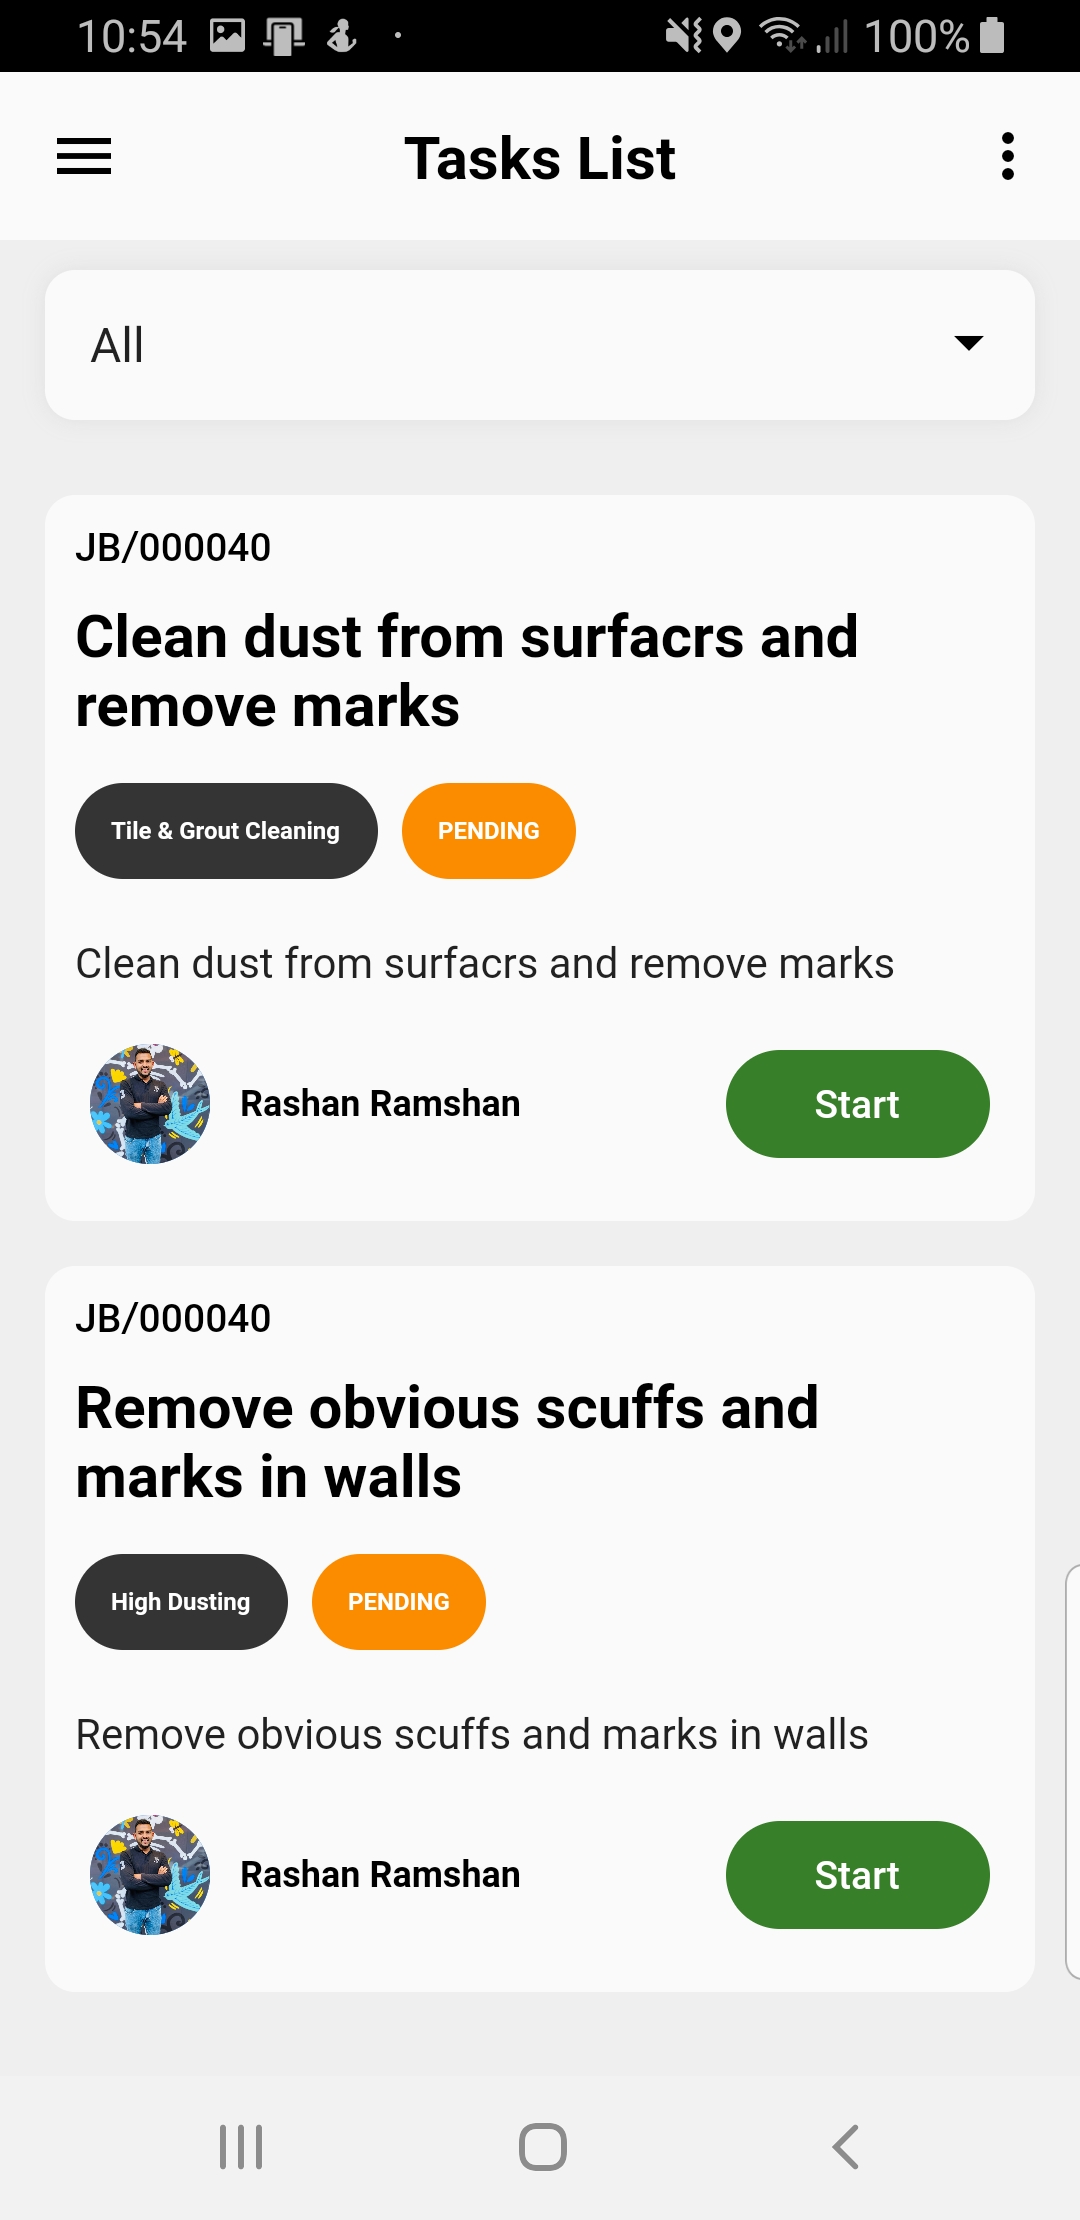 10:54
100%
Tasks List
All
JB/000040
Clean dust from surfacrs and
remove marks
Tile & Grout Cleaning
PENDING
Clean dust from surfacrs and remove marks
Rashan Ramshan
Start
JB/000040
Remove obvious scuffs and
marks in walls
High Dusting
PENDING
Remove obvious scuffs and marks in walls
Rashan Ramshan
Start